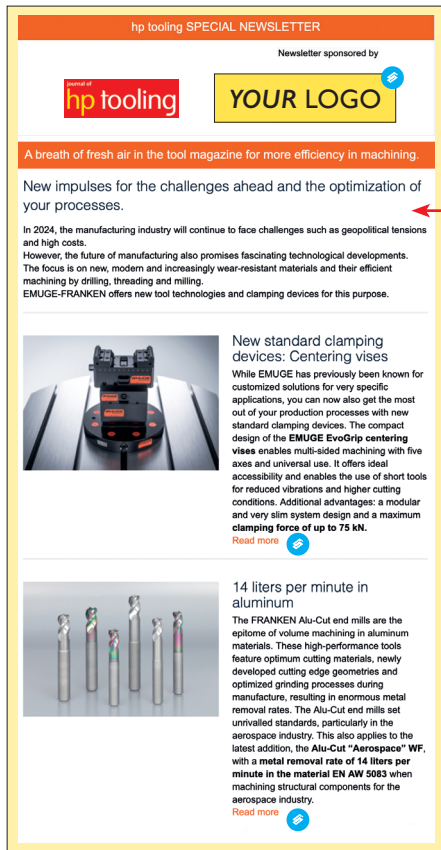 hp tooling SPECIAL NEWSLETTER
Newsletter sponsored by
journal of
hp tooling
YOUR LOGO
A breath of fresh air in the tool magazine for more efficiency in machining.
New impulses for the challenges ahead and the optimization of
your processes.
In 2024, the manufacturing industry will continue to face challenges such as geopolitical tensions
and high costs.
However, the future of manufacturing also promises fascinating technological developments.
The focus is on new, modern and increasingly wear-resistant materials and their efficient
machining by drilling, threading and milling.
EMUGE-FRANKEN offers new tool technologies and clamping devices for this purpose.
New standard clamping
devices: Centering vises
While EMUGE has previously been known for
customized solutions for very specific
applications, you can now also get the most
out of your production processes with new
standard clamping devices. The compact
design of the EMUGE EvoGrip centering
vises enables multi-sided machining with five
axes and universal use. It offers ideal
accessibility and enables the use of short tools
for reduced vibrations and higher cutting
conditions. Additional advantages: a modular
and very slim system design and a maximum
clamping force of up to 75 kN.
Read more
14 liters per minute in
aluminum
The FRANKEN Alu-Cut end mills are the
epitome of volume machining in aluminum
materials. These high-performance tools
feature optimum cutting materials, newly
developed cutting edge geometries and
optimized grinding processes during
manufacture, resulting in enormous metal
removal rates. The Alu-Cut end mills set
unrivalled standards, particularly in the
aerospace industry. This also applies to the
latest addition, the Alu-Cut “Aerospace” WF,
with a metal removal rate of 14 liters per
minute in the material EN AW 5083 when
machining structural components for the
aerospace industry.
Read more